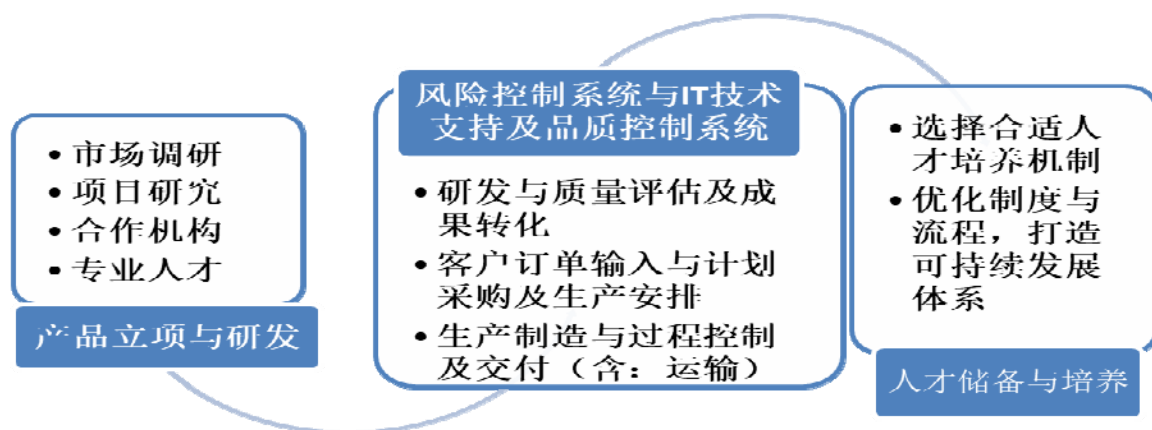 • 市场调研
• 项目研究
• 合作机构
• 专业人才
产品立项与研发
风险控制系统与IT技术
支持及品质控制系统
• 研发与质量评估及成
果转化
• 客户订单输入与计划
采购及生产安排
• 生产制造与过程控制
及交付（含：运输）
• 选择合适人
才培养机制
• 优化制度与
流程，打造
可持续发展
体系
人才储备与培养